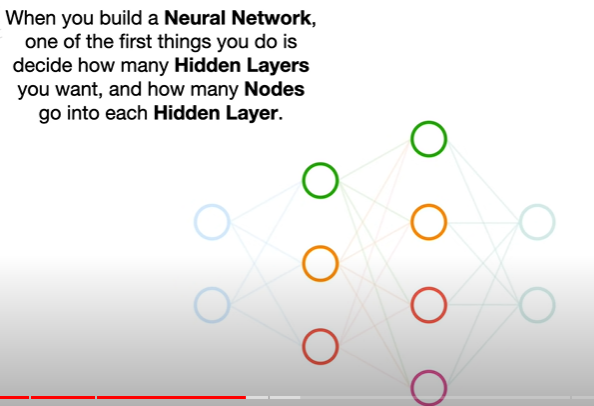 When you build a Neural Network,
one of the first things you do is
decide how many Hidden Layers
you want, and how many Nodes
go into each Hidden Layer.